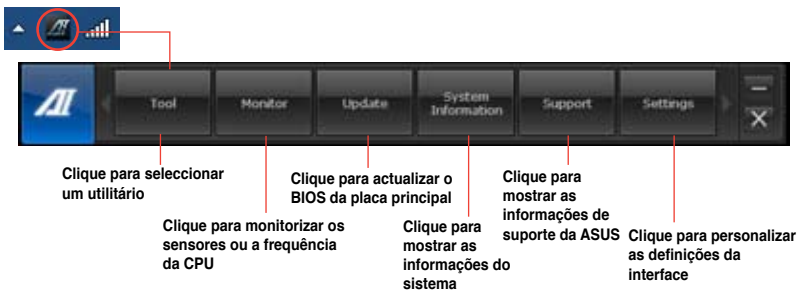 AI
AI
Tool
Monitor
Update
System
Information
Support
Settings
Clique para seleccionar
um utilitário
Clique para monitorizar os
sensores ou a frequência
da CPU
Clique para actualizar o
BIOS da placa principal
Clique para
mostrar as
informações do
sistema
Clique para
mostrar as
informações de
suporte da ASUS
Clique para personalizar
as definições da
interface